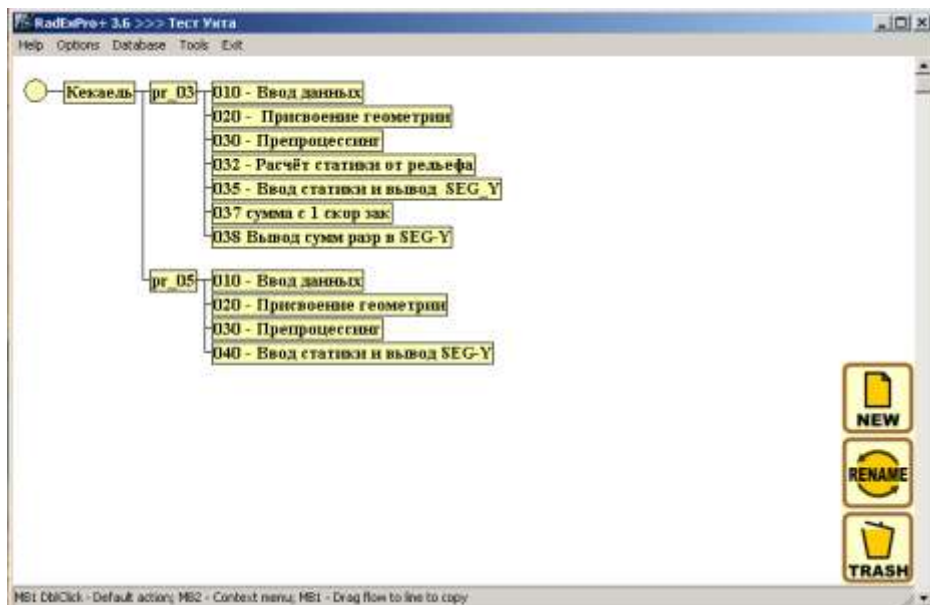 RadExPro+ 3.6 >>> Тест Унта
Help Options Database Tools Exit
Кекаель
pr_03
010 - Ввод данных
020 - Присвоение геометрии
030 - Препроцессинг
032 - Расчёт статики от рельефа
035 - Ввод статики и вывод SEG_Y
037 сумма с 1 скор зак
038 Вывод сумм разр в SEG-Y
pr_05
010 - Ввод данных
020 - Присвоение геометрии
030 - Препроцессинг
040 - Ввод статики и вывод SEG-Y
NEW
RENAME
TRASH
MB1 DblClick - Default action; MB2 - Context menu; MB1 - Drag flow to line to copy